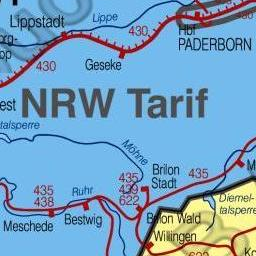 Lippstadt
Lippe
430
Hbf
PADERBORN
430
Geseke
NRW Tarif
talsperre
Möhne
Brilon
Stadt
435
435
439
622
435
438
Ruhr
Meschede
Bestwig
Brilon Wald
Willingen
Diemel-
talsperre
622